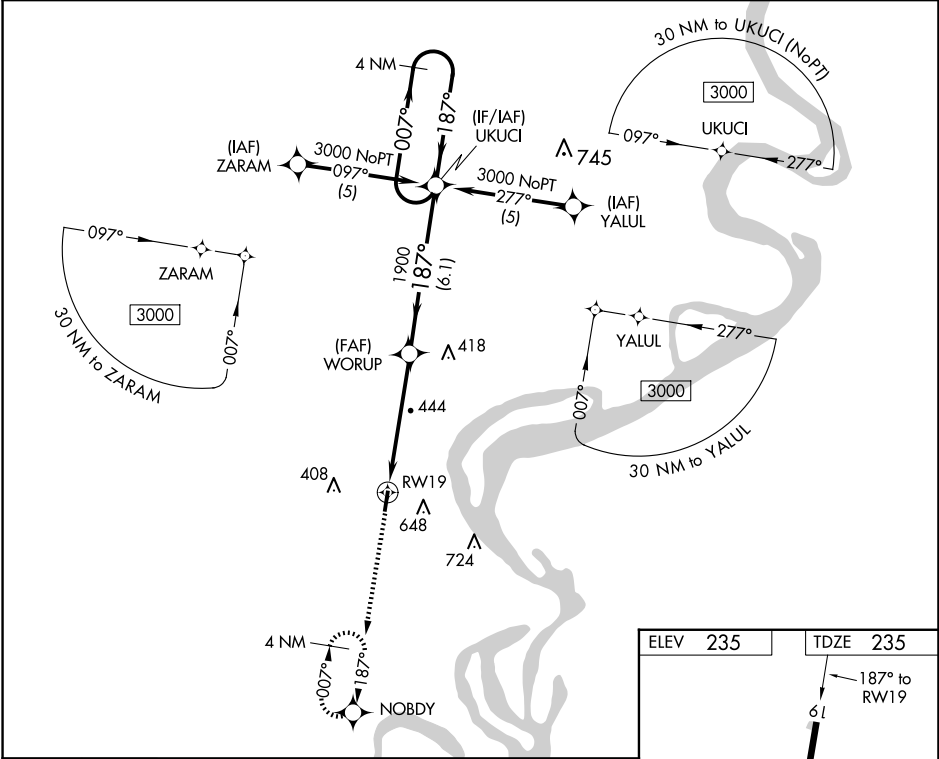 30 NM to UKUCI (NoPT)
3000
UKUCI
097°
277°
4 NM
007°
187°
(IF/IAF)
UKUCI
745
(IAF)
ZARAM
3000 NoPT
097°
(5)
3000 NoPT
277°
(5)
(IAF)
YALUL
097°
ZARAM
3000
007°
30 NM to ZARAM
1900
187°
(6.1)
(FAF)
WORUP
418
444
YALUL
277°
3000
007°
30 NM to YALUL
408
RW19
648
724
4 NM
007°
187°
NOBDY
ELEV 235
TDZE 235
187° to
RW19
19